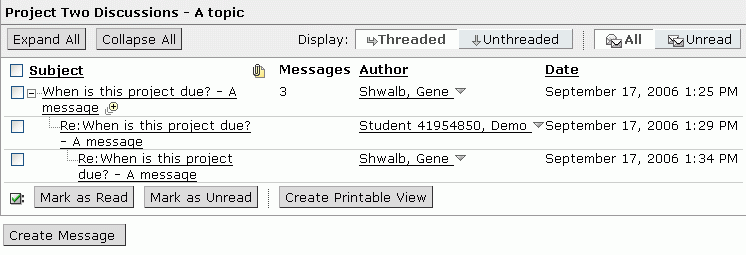 Project Two Discussions - A topic
Expand All Collapse All Display: Threaded Unthreaded All Unread
Subject Messages Author Date
When is this project due? - A 3 Shwalb, Gene September 17, 2006 1:25 PM
message
Re:When is this project due? Student 41954850, Demo September 17, 2006 1:29 PM
- A message
Re:When is this project Shwalb, Gene September 17, 2006 1:34 PM
due? - A message
Mark as Read Mark as Unread Create Printable View
Create Message